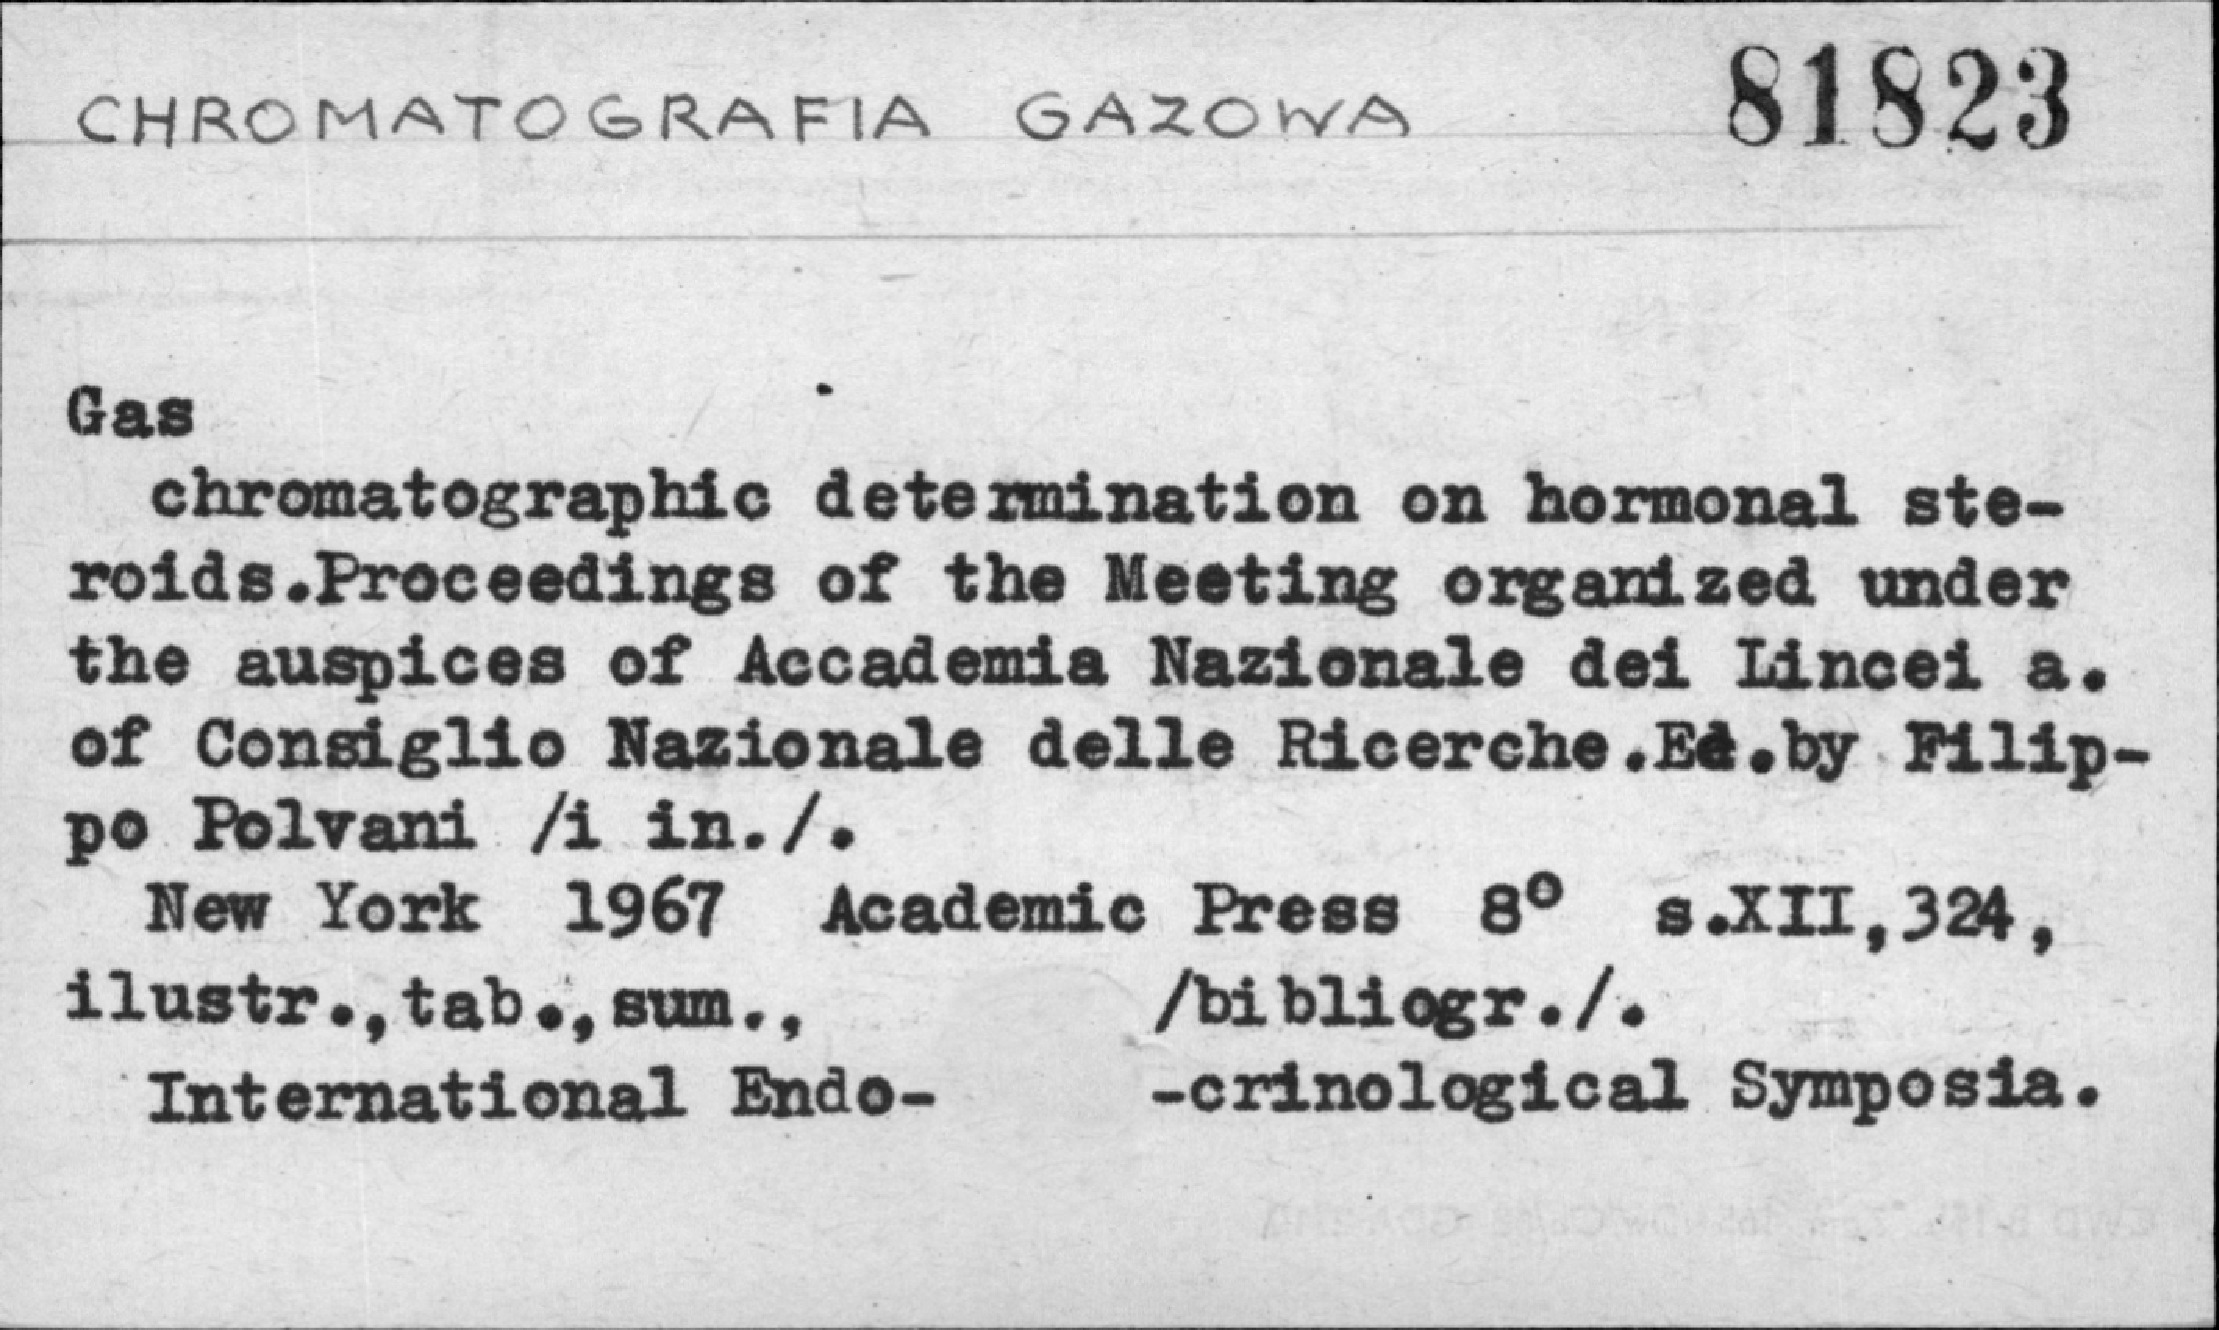 CHROMATOGRAFIA GAZOWA 81823
Gas
chromatographic determination on hormonal ste-
roids.Proceedings of the Meeting organized under
the auspices of Accademia Nazionale dei Lincei a.
of Consiglio Nazionale delle Ricerche.Ed.by Filip-
po Polvani /i in./.
New York 1967 Academic Press 8° s.XII,324,
ilustr.,tab.,sum., /bibliogr./.
International Endo- -crinological Symposia.